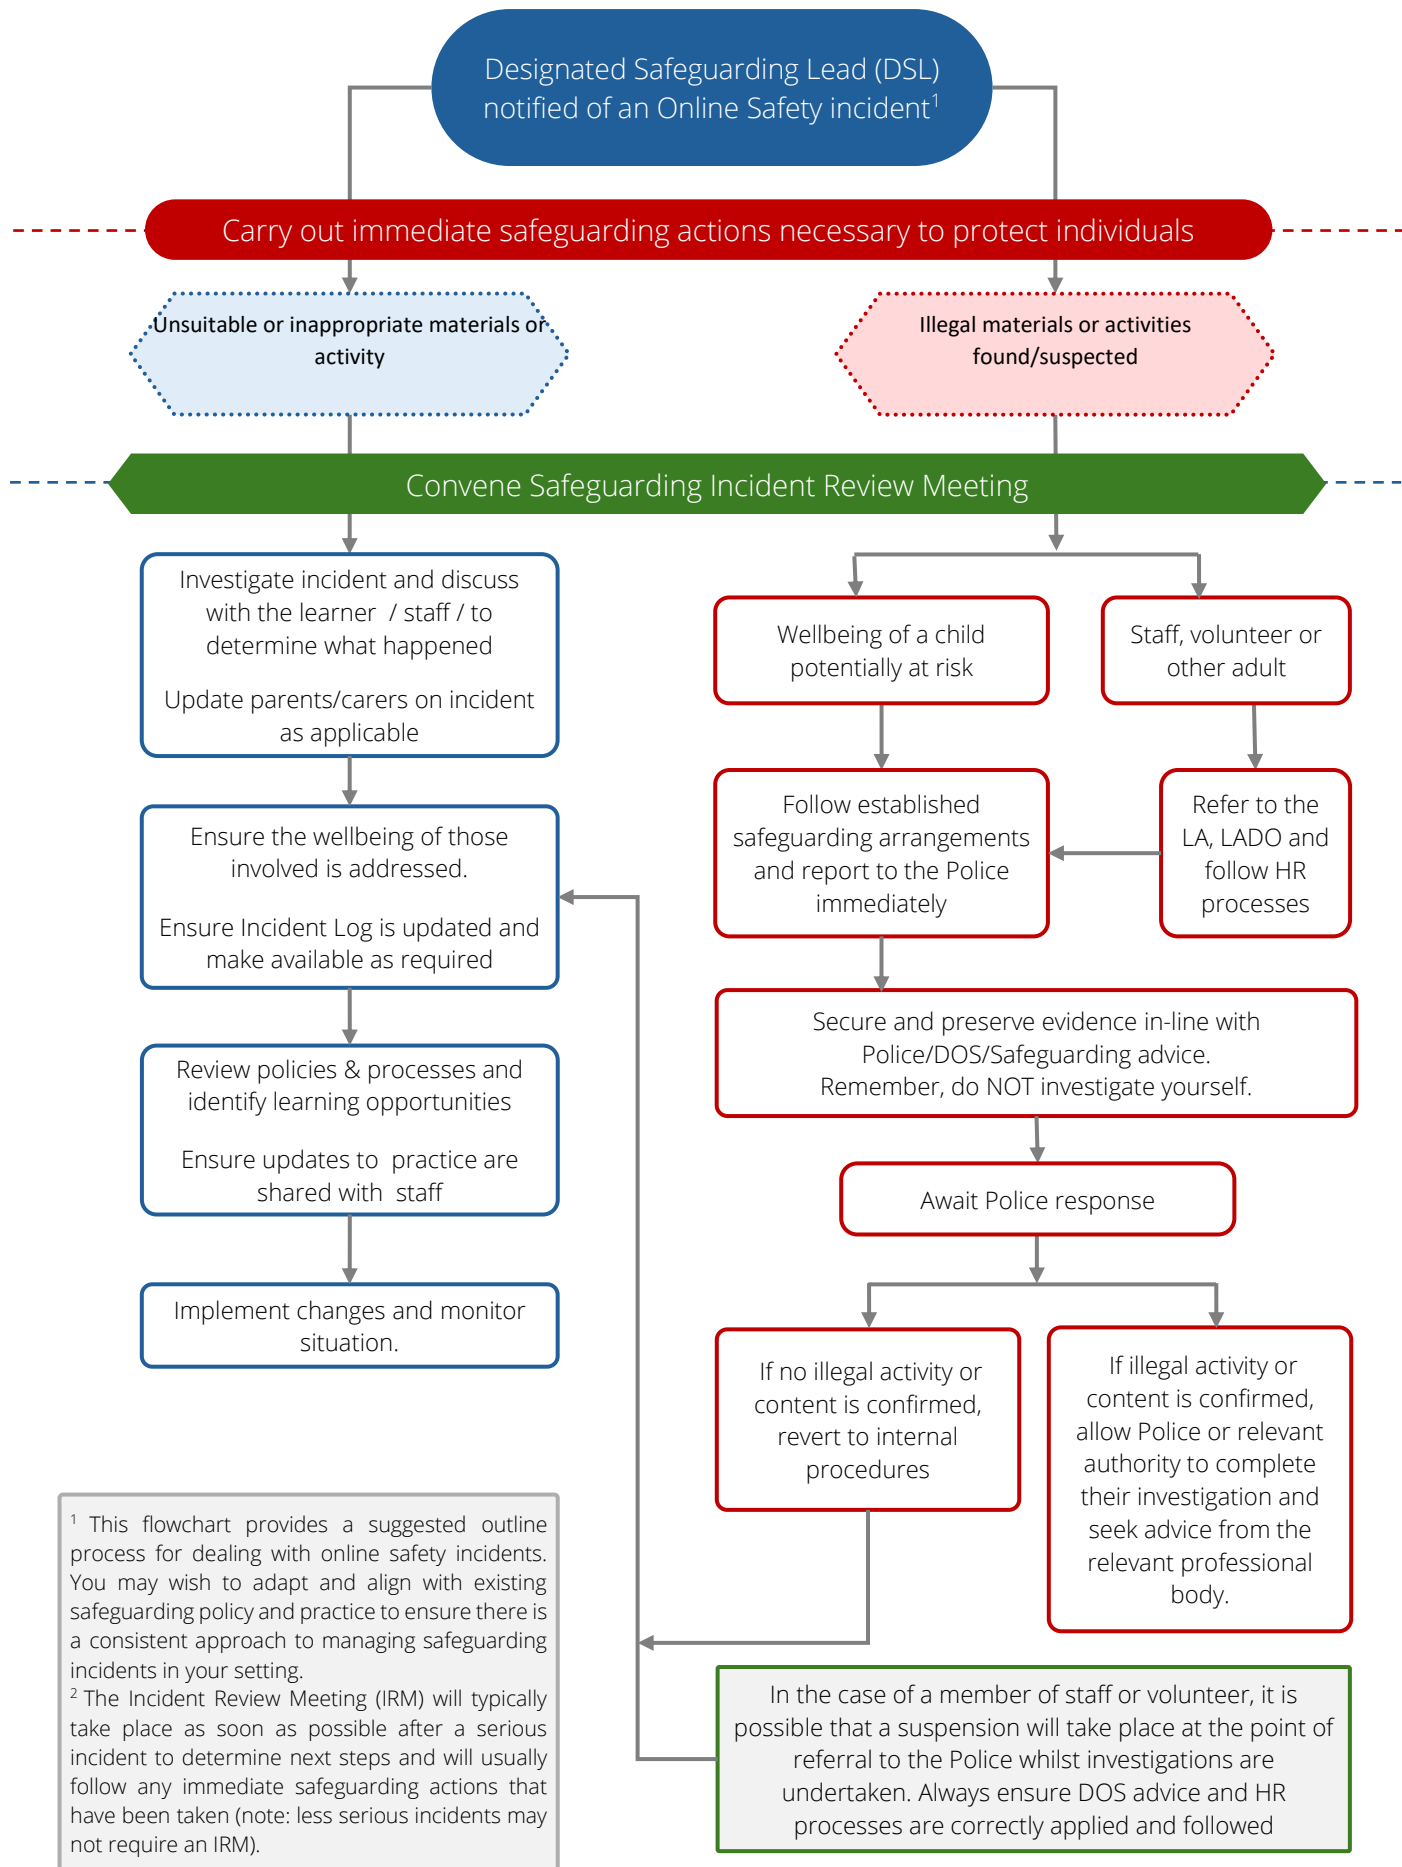 Designated Safeguarding Lead (DSL)
notified of an Online Safety incident¹
Carry out immediate safeguarding actions necessary to protect individuals
Unsuitable or inappropriate materials or
activity
Illegal materials or activities
found/suspected
Convene Safeguarding Incident Review Meeting
Investigate incident and discuss
with the learner / staff / to
determine what happened
Update parents/carers on incident
as applicable
Ensure the wellbeing of those
involved is addressed.
Ensure Incident Log is updated and
make available as required
Review policies & processes and
identify learning opportunities
Ensure updates to practice are
shared with staff
Implement changes and monitor
situation.
Wellbeing of a child
potentially at risk
Staff, volunteer or
other adult
Follow established
safeguarding arrangements
and report to the Police
immediately
Refer to the
LA, LADO and
follow HR
processes
Secure and preserve evidence in-line with
Police/DOS/Safeguarding advice.
Remember, do NOT investigate yourself.
Await Police response
If no illegal activity or
content is confirmed,
revert to internal
procedures
If illegal activity or
content is confirmed,
allow Police or relevant
authority to complete
their investigation and
seek advice from the
relevant professional
body.
In the case of a member of staff or volunteer, it is
possible that a suspension will take place at the point of
referral to the Police whilst investigations are
undertaken. Always ensure DOS advice and HR
processes are correctly applied and followed
¹ This flowchart provides a suggested outline
process for dealing with online safety incidents.
You may wish to adapt and align with existing
safeguarding policy and practice to ensure there is
a consistent approach to managing safeguarding
incidents in your setting.
² The Incident Review Meeting (IRM) will typically
take place as soon as possible after a serious
incident to determine next steps and will usually
follow any immediate safeguarding actions that
have been taken (note: less serious incidents may
not require an IRM).